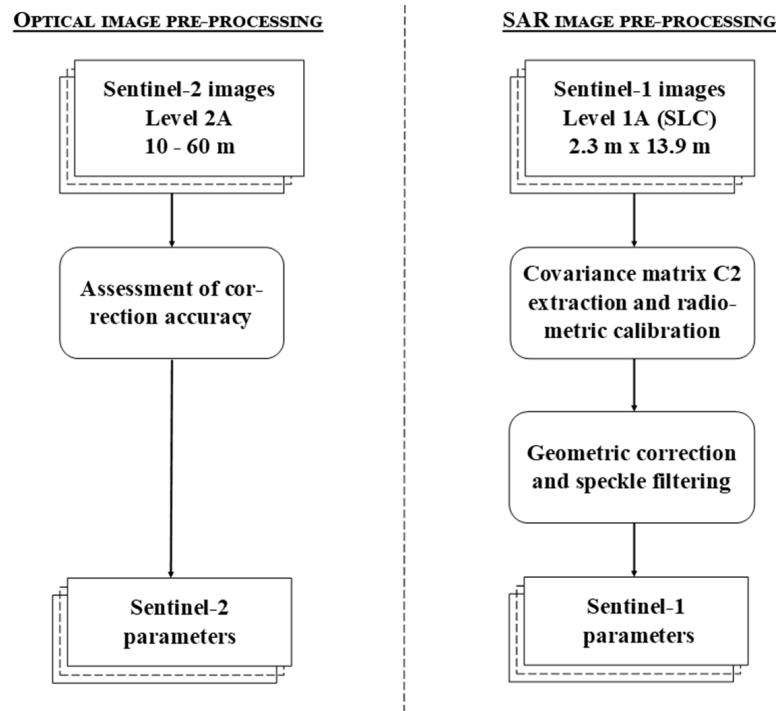 OPTICAL IMAGE PRE-PROCESSING
Sentinel-2 images
Level 2A
10 - 60 m
Assessment of cor-
rection accuracy
Sentinel-2
parameters
SAR IMAGE PRE-PROCESSING
Sentinel-1 images
Level 1A (SLC)
2.3 m x 13.9 m
Covariance matrix C2
extraction and radio-
metric calibration
Geometric correction
and speckle filtering
Sentinel-1
parameters